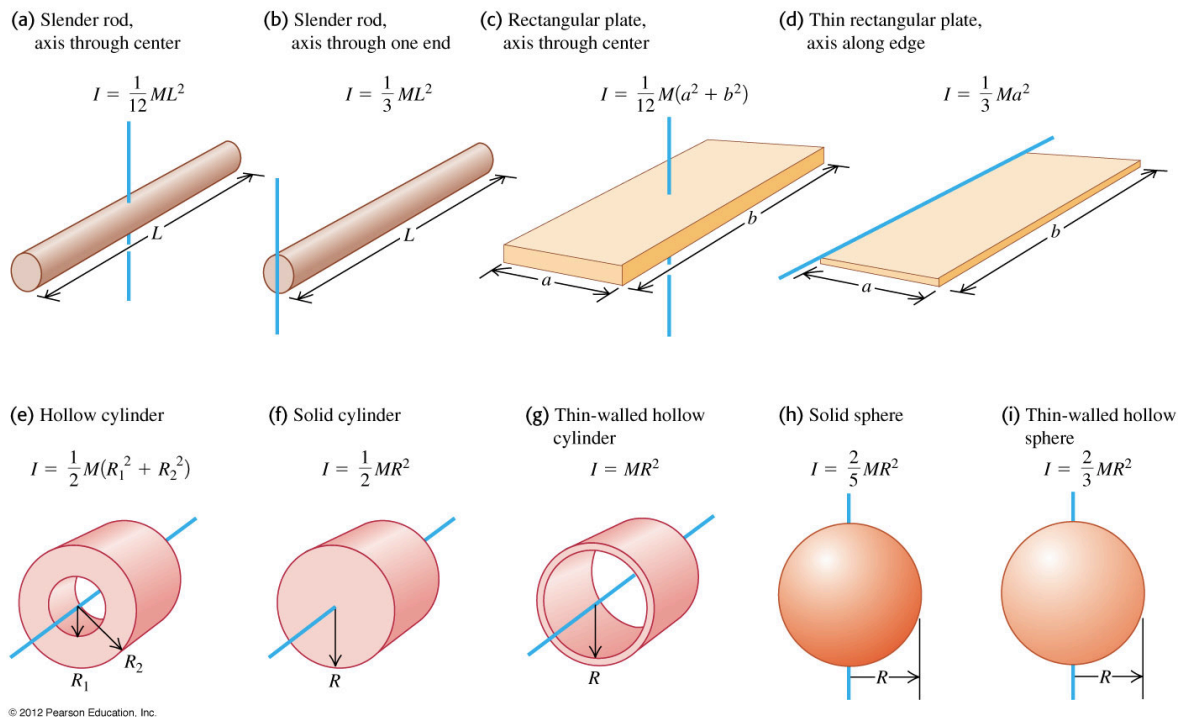 (a) Slender rod,
axis through center
I = 1/12 ML²
L
(b) Slender rod,
axis through one end
I = 1/3 ML²
L
(c) Rectangular plate,
axis through center
I = 1/12 M(a² + b²)
b
a
(d) Thin rectangular plate,
axis along edge
I = 1/3 Ma²
b
a
(e) Hollow cylinder
I = 1/2 M(R₁² + R₂²)
R₂
R₁
(f) Solid cylinder
I = 1/2 MR²
R
(g) Thin-walled hollow
cylinder
I = MR²
R
(h) Solid sphere
I = 2/5 MR²
R
(i) Thin-walled hollow
sphere
I = 2/3 MR²
R
© 2012 Pearson Education, Inc.